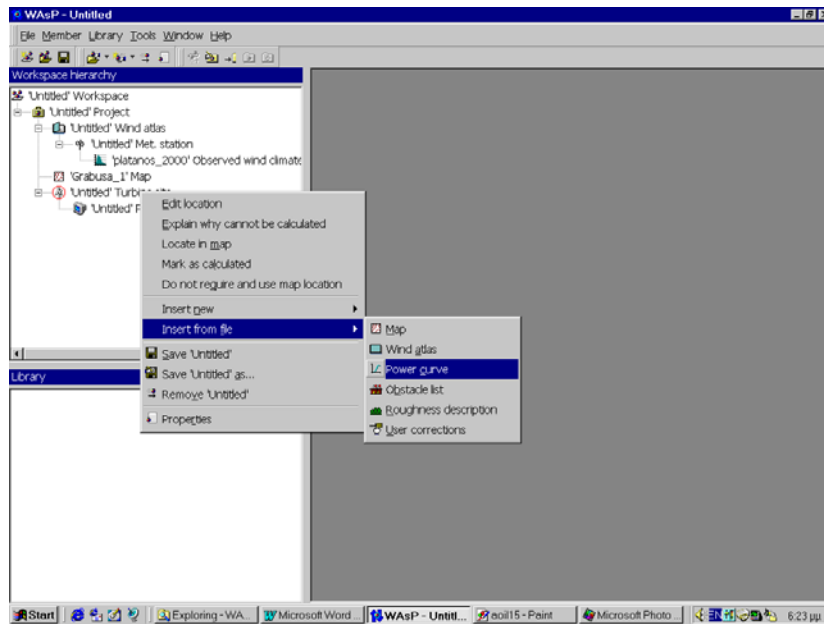 WAsP - Untitled
File Member Library Tools Window Help
Workspace hierarchy
'Untitled' Workspace
'Untitled' Project
'Untitled' Wind atlas
'Untitled' Met. station
'platanos_2000' Observed wind climate
'Grabusa_1' Map
'Untitled' Turbine site
'Untitled' P
Edit location
Explain why cannot be calculated
Locate in map
Mark as calculated
Do not require and use map location
Insert new
Insert from file
Save 'Untitled'
Save 'Untitled' as...
Remove 'Untitled'
Properties
Map
Wind atlas
Power curve
Obstacle list
Roughness description
User corrections
Library
Start
Exploring - WA...
Microsoft Word ...
WAsP - Untitl...
aoil15 - Paint
Microsoft Photo ...
EN
6:23 μμ